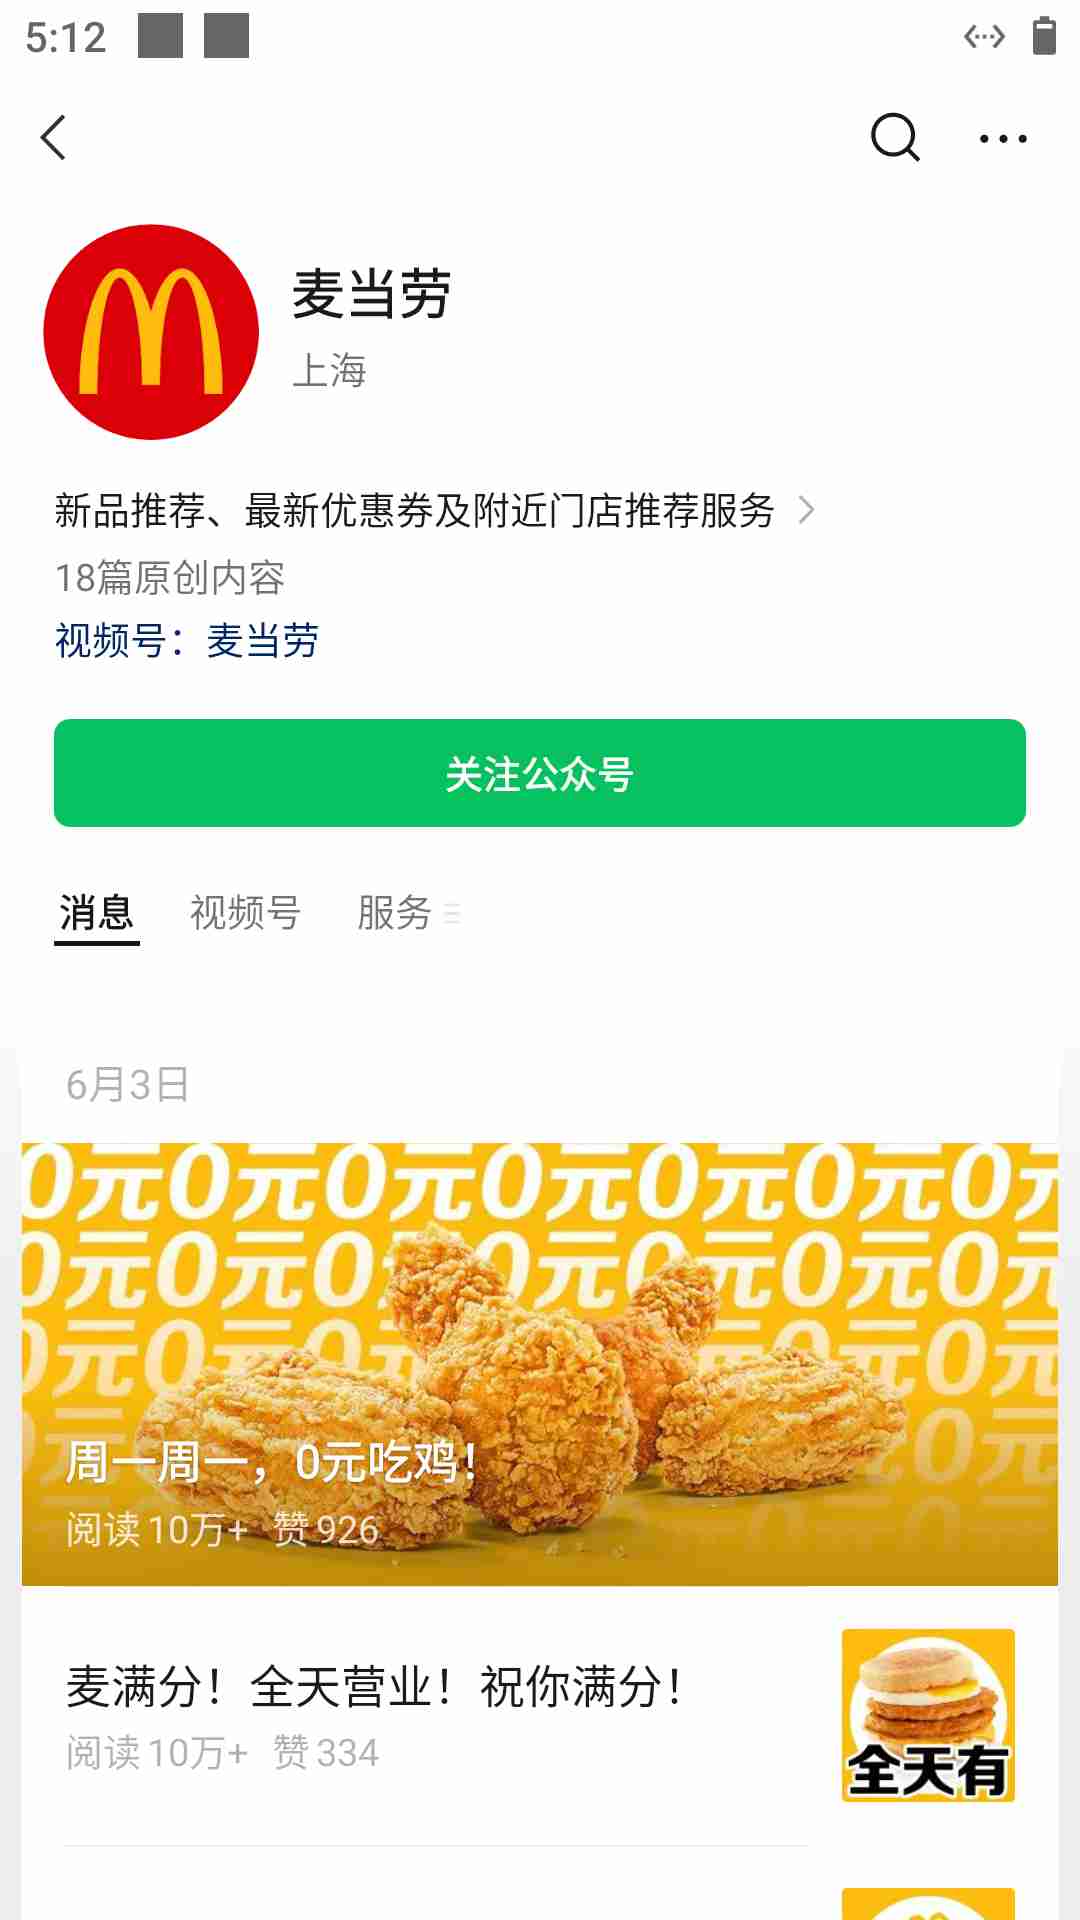 5:12
麦当劳
上海
新品推荐、最新优惠券及附近门店推荐服务
18篇原创内容
视频号：麦当劳
关注公众号
消息 视频号 服务
6月3日
0元0元0元0元0元0元0元
0元0元0元0元0元0元0元
0元0元0元 0元0元
0元
周一周一，0元吃鸡！
阅读 10万+ 赞 926
麦满分！全天营业！祝你满分！
阅读 10万+ 赞 334
全天有